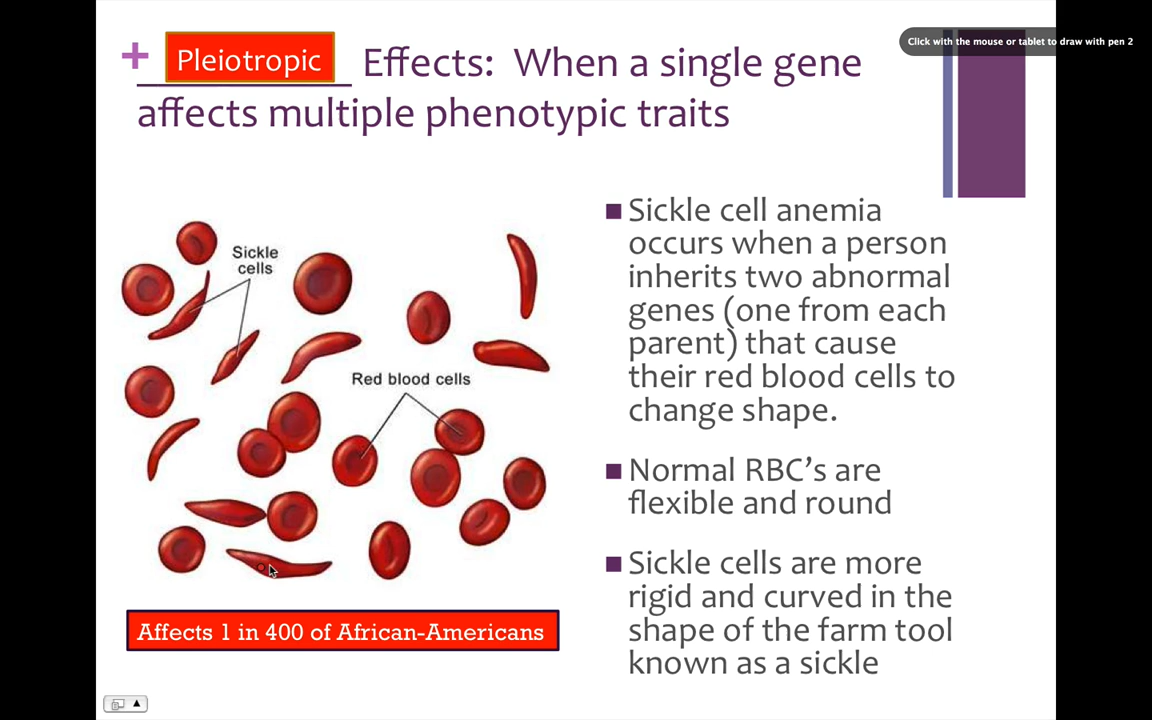 Click with the mouse or tablet to draw with pen 2
+ Pleiotropic Effects: When a single gene
affects multiple phenotypic traits
Sickle
cells
Red blood cells
Affects 1 in 400 of African-Americans
■ Sickle cell anemia
occurs when a person
inherits two abnormal
genes (one from each
parent) that cause
their red blood cells to
change shape.
■ Normal RBC’s are
flexible and round
■ Sickle cells are more
rigid and curved in the
shape of the farm tool
known as a sickle